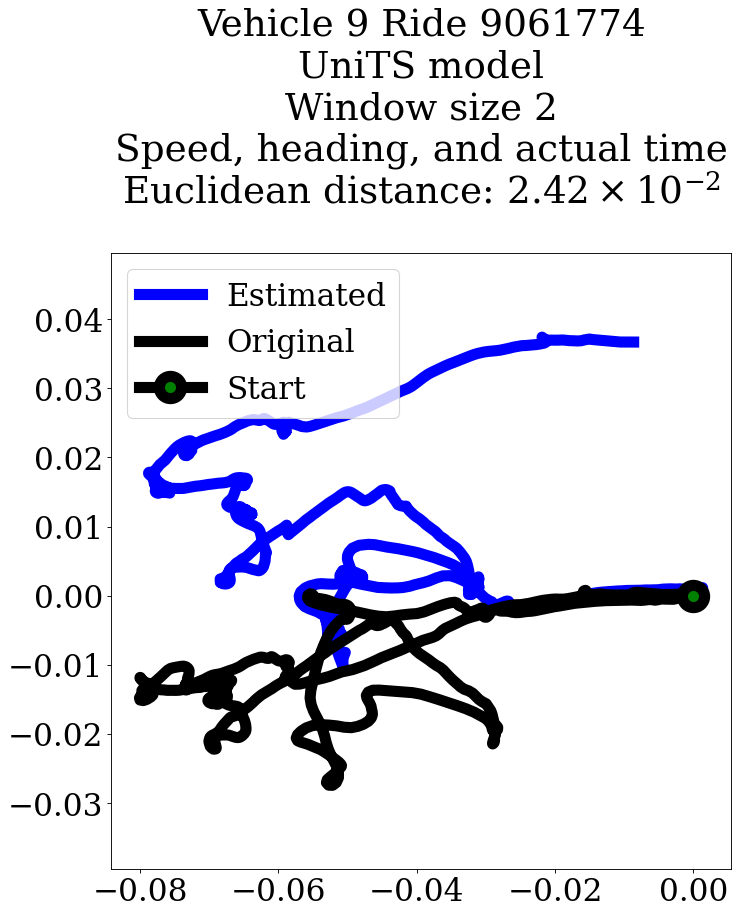 Vehicle 9 Ride 9061774
UniTS model
Window size 2
Speed, heading, and actual time
Euclidean distance: 2.42 × 10⁻²
Estimated
Original
Start
0.04
0.03
0.02
0.01
0.00
−0.01
−0.02
−0.03
−0.08 −0.06 −0.04 −0.02 0.00